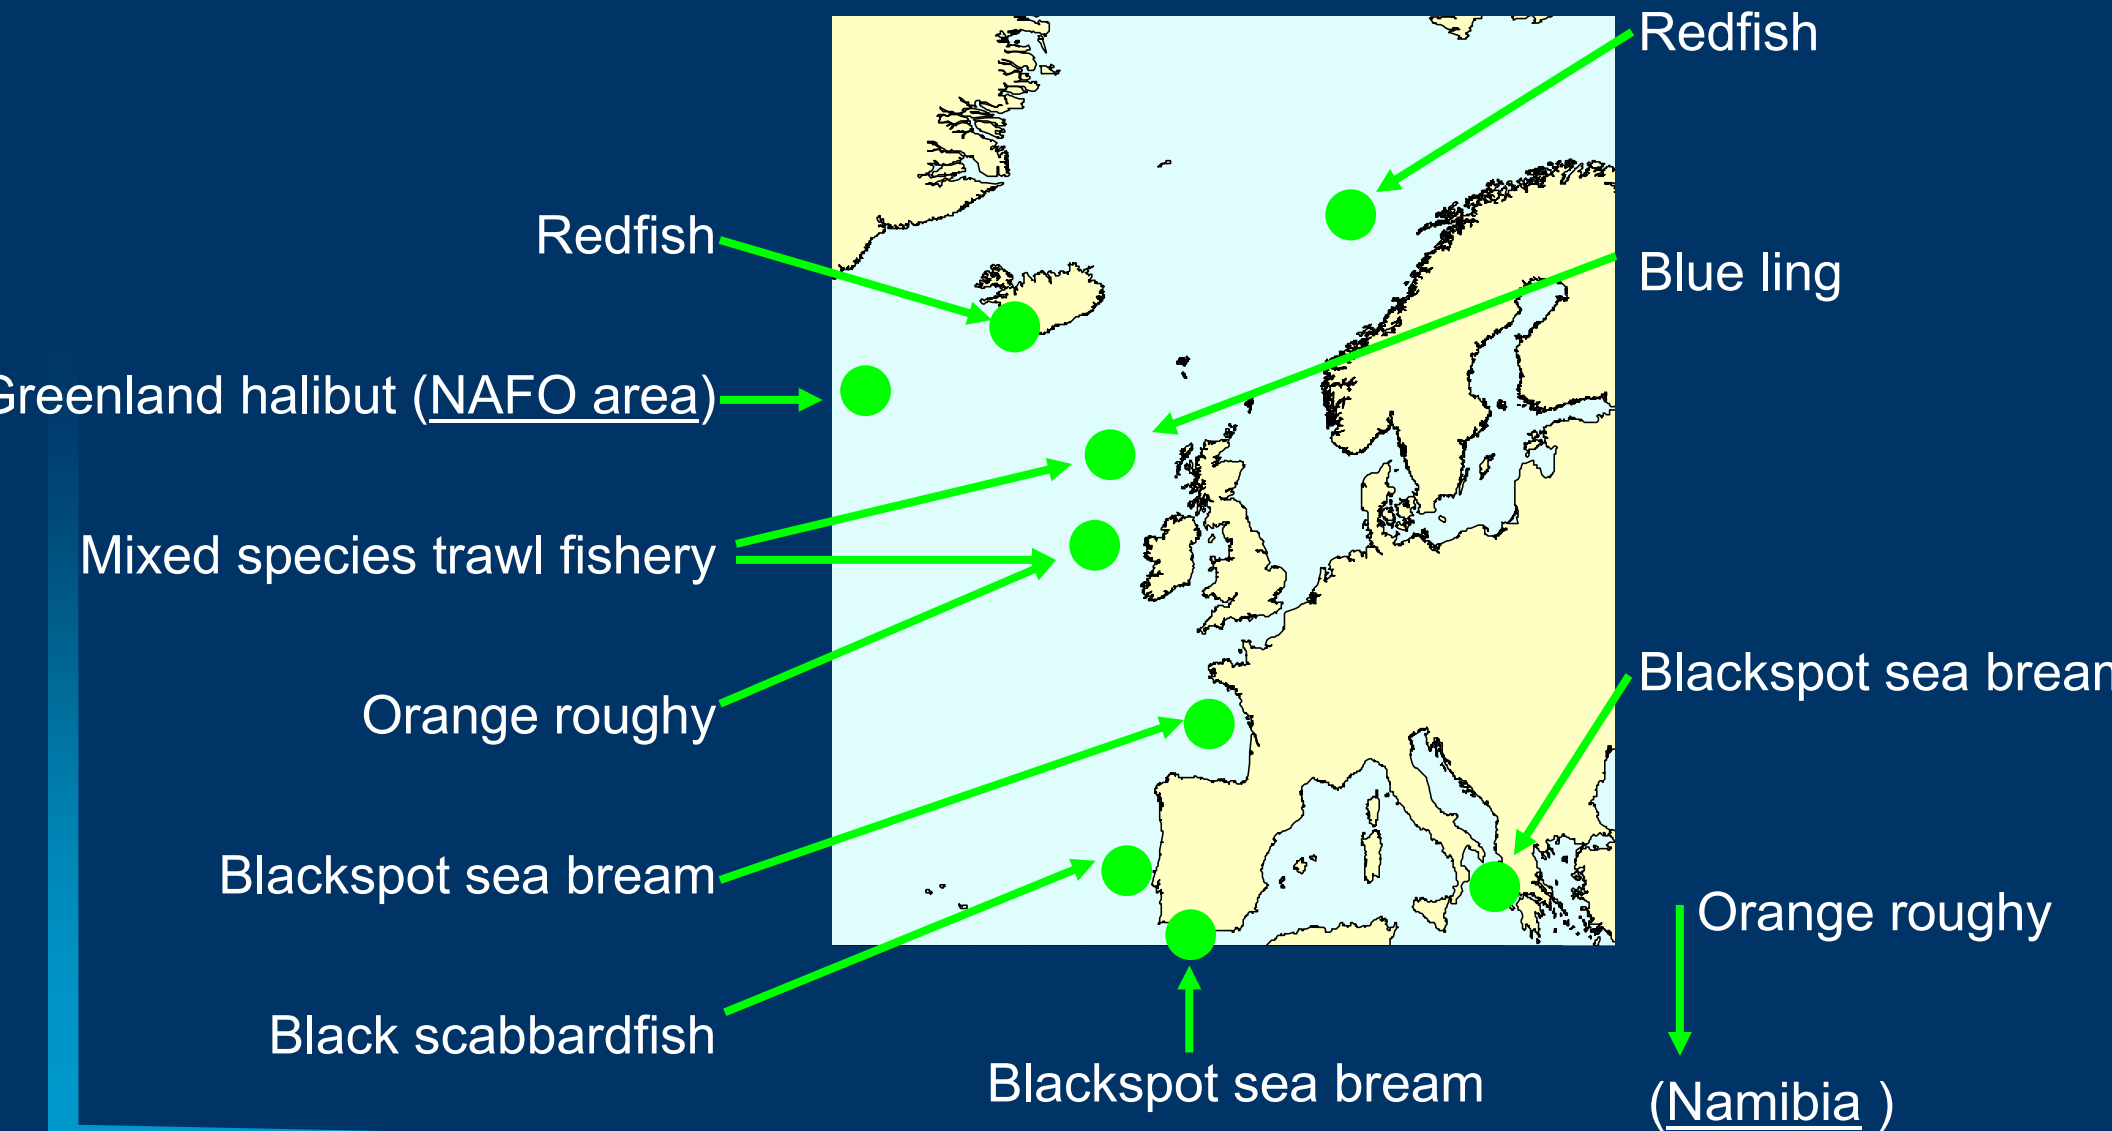 Redfish
Redfish
Blue ling
Greenland halibut (NAFO area)
Mixed species trawl fishery
Blackspot sea bream
Orange roughy
Blackspot sea bream
Orange roughy
Black scabbardfish
Blackspot sea bream
(Namibia )